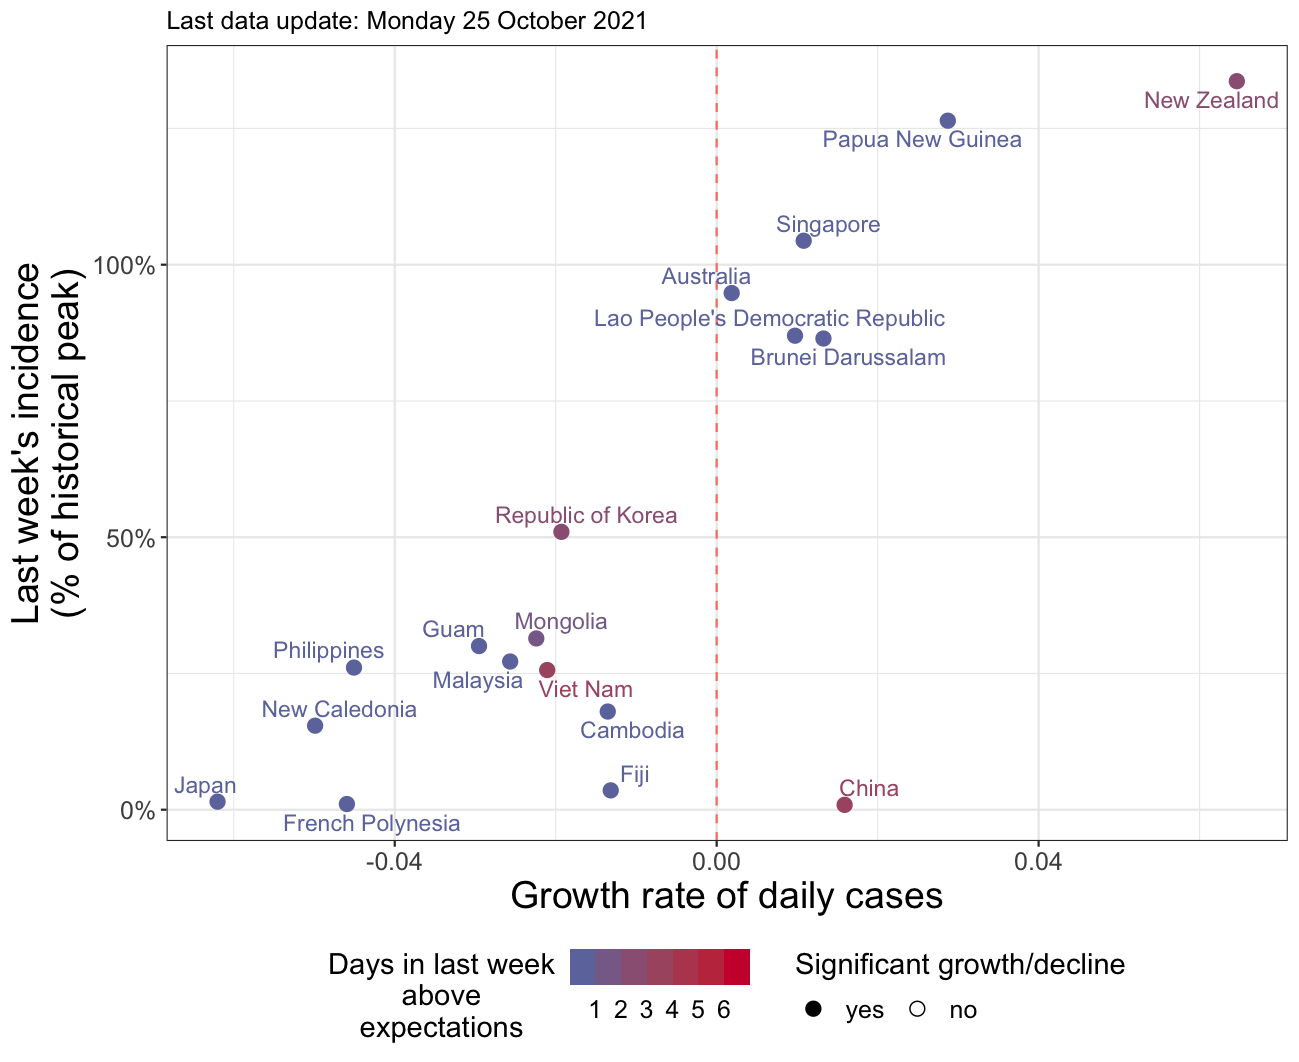 Last data update: Monday 25 October 2021
New Zealand
Papua New Guinea
Singapore
Australia
Lao People's Democratic Republic
Brunei Darussalam
Republic of Korea
Mongolia
Guam
Philippines
Malaysia
Viet Nam
New Caledonia
Cambodia
Fiji
Japan
China
French Polynesia
Last week's incidence
(% of historical peak)
100%
50%
0%
-0.04 0.00 0.04
Growth rate of daily cases
Days in last week
above
expectations
1 2 3 4 5 6
Significant growth/decline
yes no